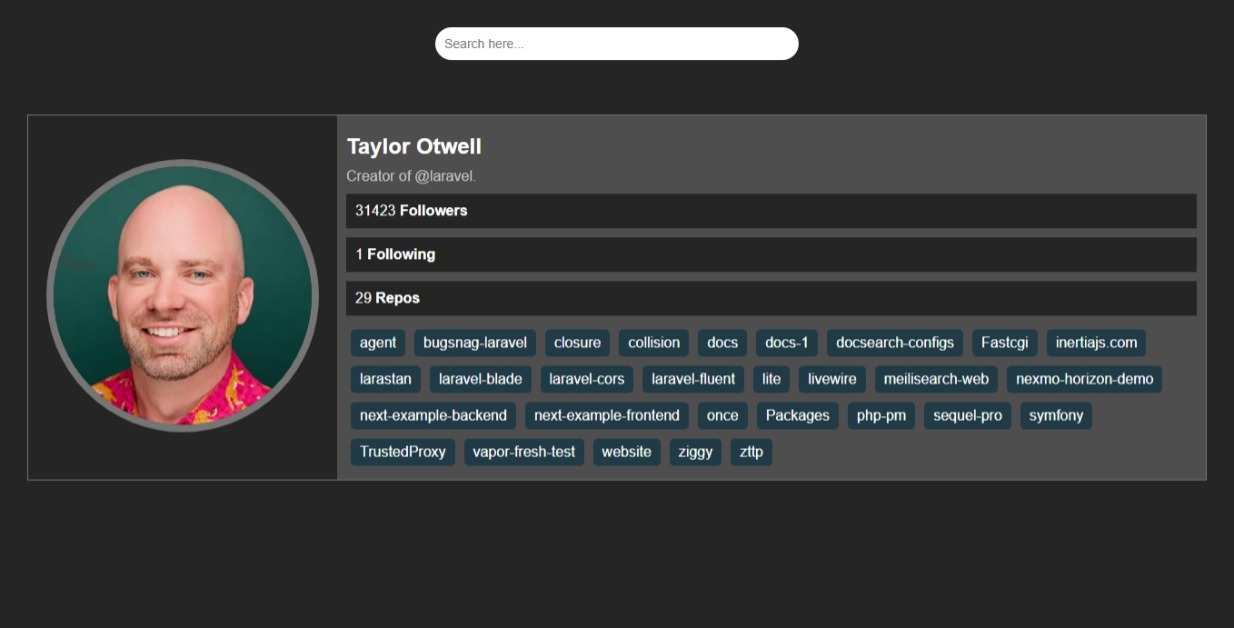 Search here...
Taylor Otwell
Creator of @laravel.
31423 Followers
1 Following
29 Repos
agent bugsnag-laravel closure collision docs docs-1 docsearch-configs Fastcgi inertiajs.com
larastan laravel-blade laravel-cors laravel-fluent lite livewire meilisearch-web nexmo-horizon-demo
next-example-backend next-example-frontend once Packages php-pm sequel-pro symfony
TrustedProxy vapor-fresh-test website ziggy zttp